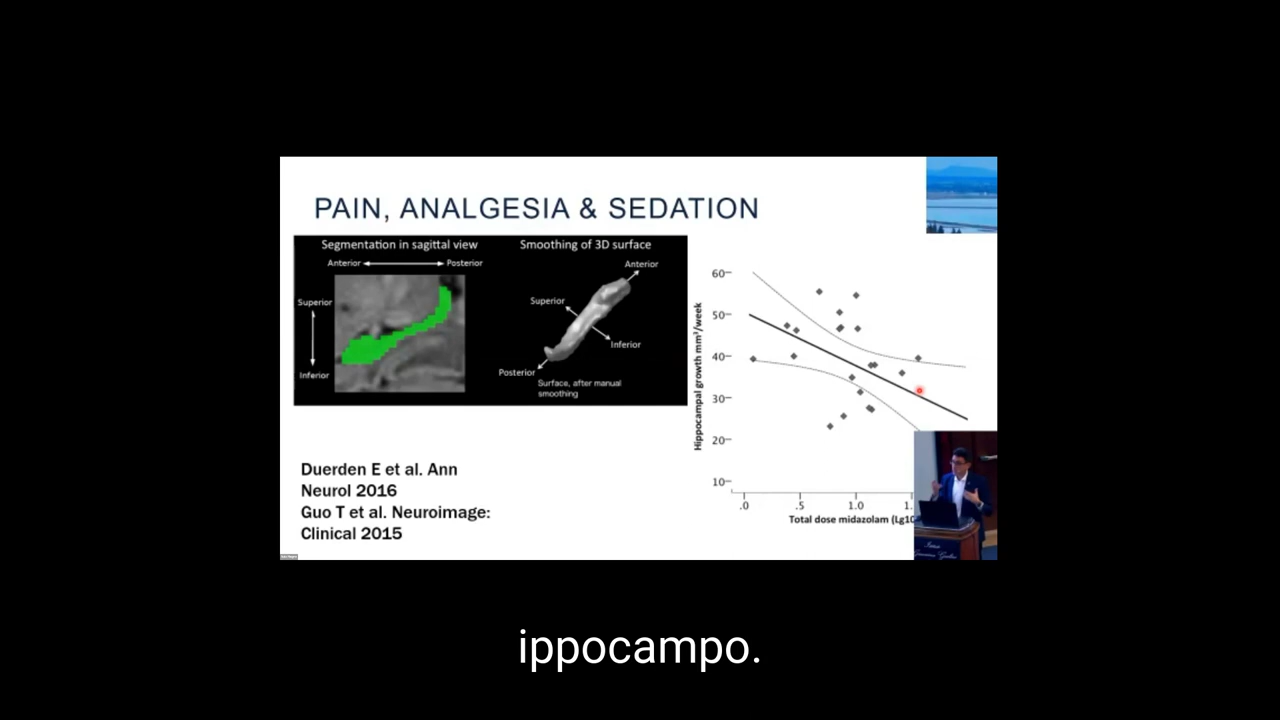 PAIN, ANALGESIA & SEDATION
Segmentation in sagittal view
Anterior
Posterior
Superior
Inferior
Smoothing of 3D surface
Anterior
Superior
Inferior
Posterior
Surface, after manual
smoothing
Hippocampal growth mm³/week
60
50
40
30
20
10
.0
.5
1.0
1.
Total dose midazolam (Lg10
Duerden E et al. Ann
Neurol 2016
Guo T et al. Neuroimage:
Clinical 2015
ippocampo.